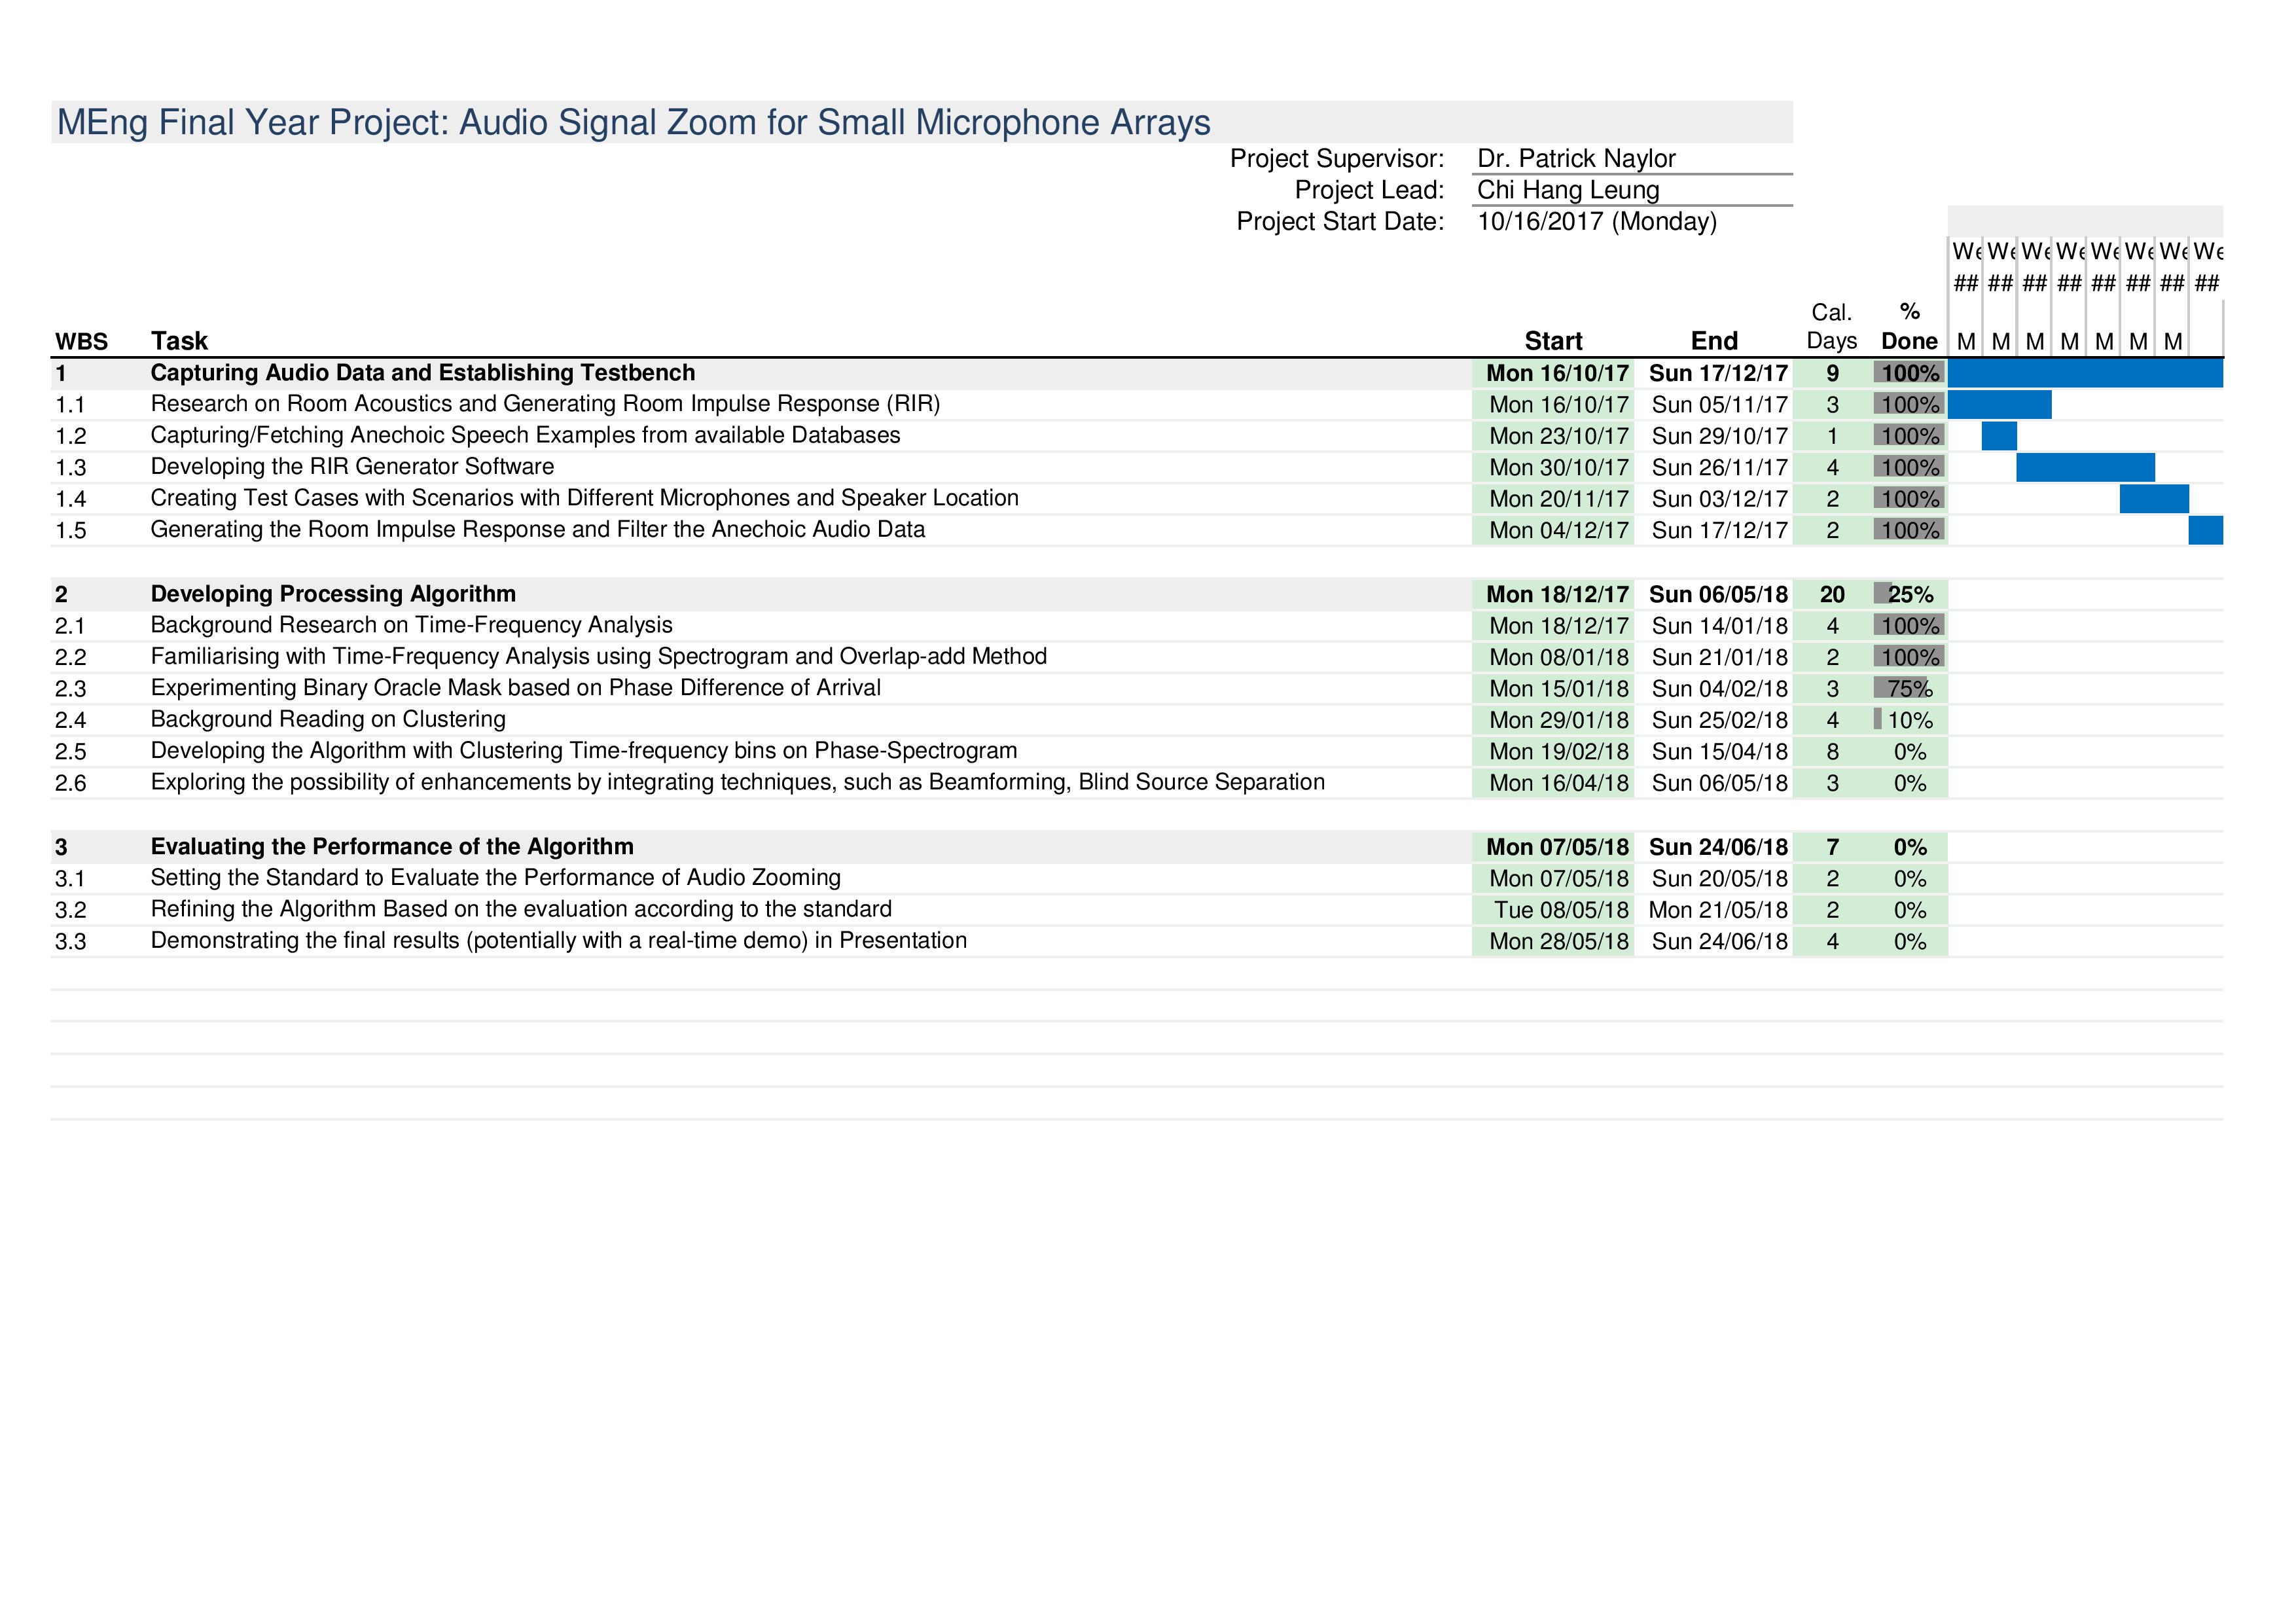 MEng Final Year Project: Audio Signal Zoom for Small Microphone Arrays
Project Supervisor: Dr. Patrick Naylor
Project Lead: Chi Hang Leung
Project Start Date: 10/16/2017 (Monday)
We We We We We We We We
## ## ## ## ## ## ## ##
WBS Task Start End Cal. Days % Done M M M M M M M
1 Capturing Audio Data and Establishing Testbench Mon 16/10/17 Sun 17/12/17 9 100%
1.1 Research on Room Acoustics and Generating Room Impulse Response (RIR) Mon 16/10/17 Sun 05/11/17 3 100%
1.2 Capturing/Fetching Anechoic Speech Examples from available Databases Mon 23/10/17 Sun 29/10/17 1 100%
1.3 Developing the RIR Generator Software Mon 30/10/17 Sun 26/11/17 4 100%
1.4 Creating Test Cases with Scenarios with Different Microphones and Speaker Location Mon 20/11/17 Sun 03/12/17 2 100%
1.5 Generating the Room Impulse Response and Filter the Anechoic Audio Data Mon 04/12/17 Sun 17/12/17 2 100%
2 Developing Processing Algorithm Mon 18/12/17 Sun 06/05/18 20 25%
2.1 Background Research on Time-Frequency Analysis Mon 18/12/17 Sun 14/01/18 4 100%
2.2 Familiarising with Time-Frequency Analysis using Spectrogram and Overlap-add Method Mon 08/01/18 Sun 21/01/18 2 100%
2.3 Experimenting Binary Oracle Mask based on Phase Difference of Arrival Mon 15/01/18 Sun 04/02/18 3 75%
2.4 Background Reading on Clustering Mon 29/01/18 Sun 25/02/18 4 10%
2.5 Developing the Algorithm with Clustering Time-frequency bins on Phase-Spectrogram Mon 19/02/18 Sun 15/04/18 8 0%
2.6 Exploring the possibility of enhancements by integrating techniques, such as Beamforming, Blind Source Separation Mon 16/04/18 Sun 06/05/18 3 0%
3 Evaluating the Performance of the Algorithm Mon 07/05/18 Sun 24/06/18 7 0%
3.1 Setting the Standard to Evaluate the Performance of Audio Zooming Mon 07/05/18 Sun 20/05/18 2 0%
3.2 Refining the Algorithm Based on the evaluation according to the standard Tue 08/05/18 Mon 21/05/18 2 0%
3.3 Demonstrating the final results (potentially with a real-time demo) in Presentation Mon 28/05/18 Sun 24/06/18 4 0%